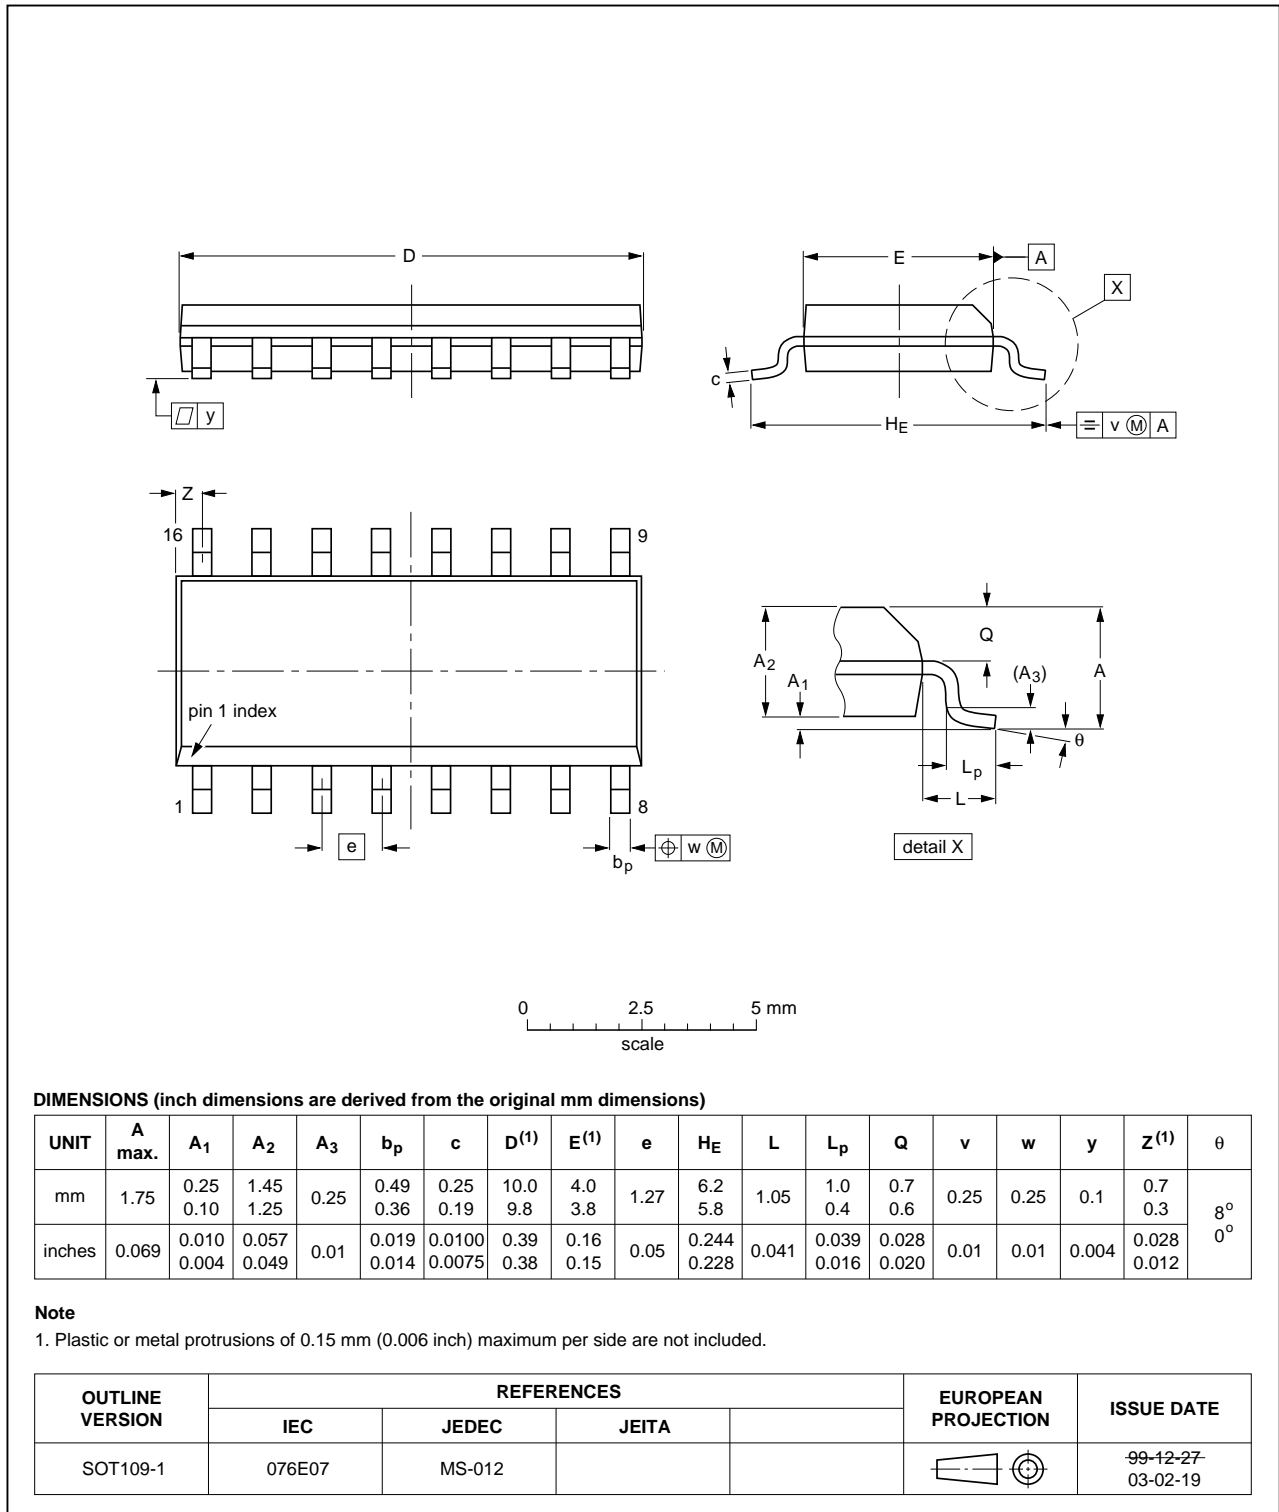 D
E
A
X
y
c
HE
v M A
Z
16
9
pin 1 index
1
8
e
bp
w M
Q
A2
A1
(A3)
A
θ
Lp
L
detail X
0 2.5 5 mm
scale
DIMENSIONS (inch dimensions are derived from the original mm dimensions)
UNIT A max. A1 A2 A3 bp c D(1) E(1) e HE L Lp Q v w y Z(1) θ
mm 1.75 0.25 0.10 1.45 1.25 0.25 0.49 0.36 0.25 0.19 10.0 9.8 4.0 3.8 1.27 6.2 5.8 1.05 1.0 0.4 0.7 0.6 0.25 0.25 0.1 0.7 0.3 8o 0o
inches 0.069 0.010 0.004 0.057 0.049 0.01 0.019 0.014 0.0100 0.0075 0.39 0.38 0.16 0.15 0.05 0.244 0.228 0.041 0.039 0.016 0.028 0.020 0.01 0.01 0.004 0.028 0.012
Note
1. Plastic or metal protrusions of 0.15 mm (0.006 inch) maximum per side are not included.
OUTLINE VERSION REFERENCES EUROPEAN PROJECTION ISSUE DATE
IEC JEDEC JEITA
SOT109-1 076E07 MS-012 99-12-27
03-02-19